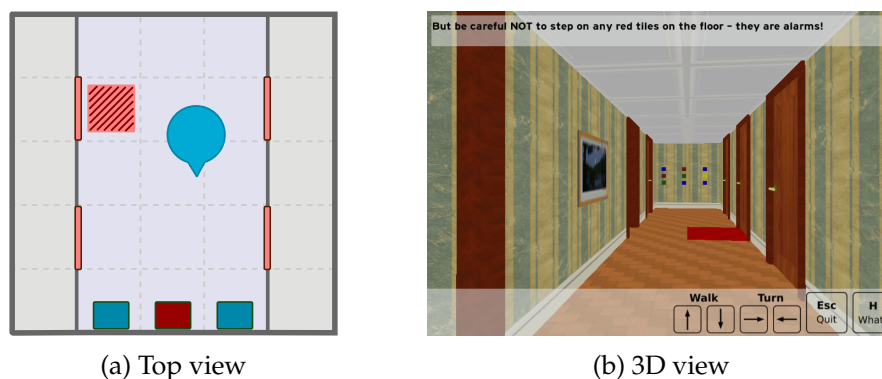 But be careful NOT to step on any red tiles on the floor – they are alarms!
Walk Turn Esc H
Quit What
(a) Top view (b) 3D view